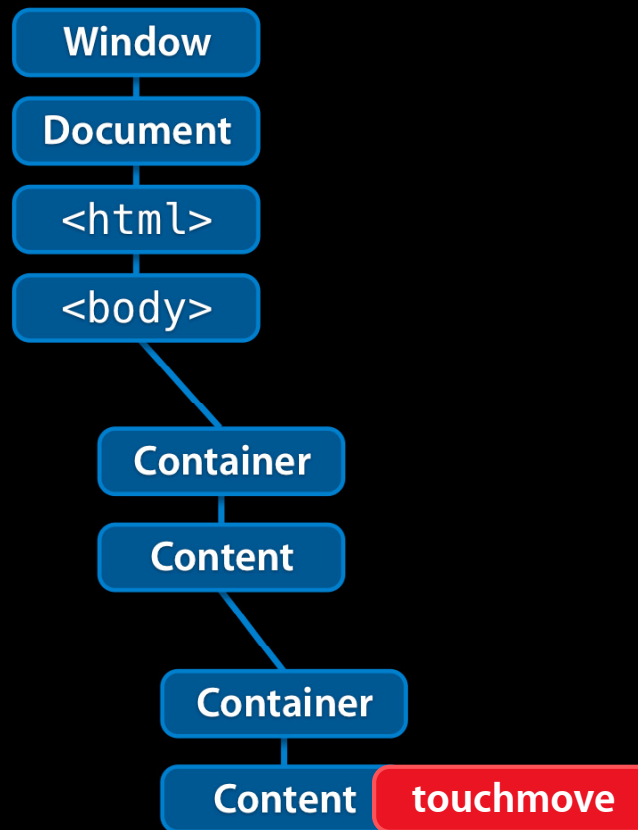 Window
Document
<html>
<body>
Container
Content
Container
Content
touchmove